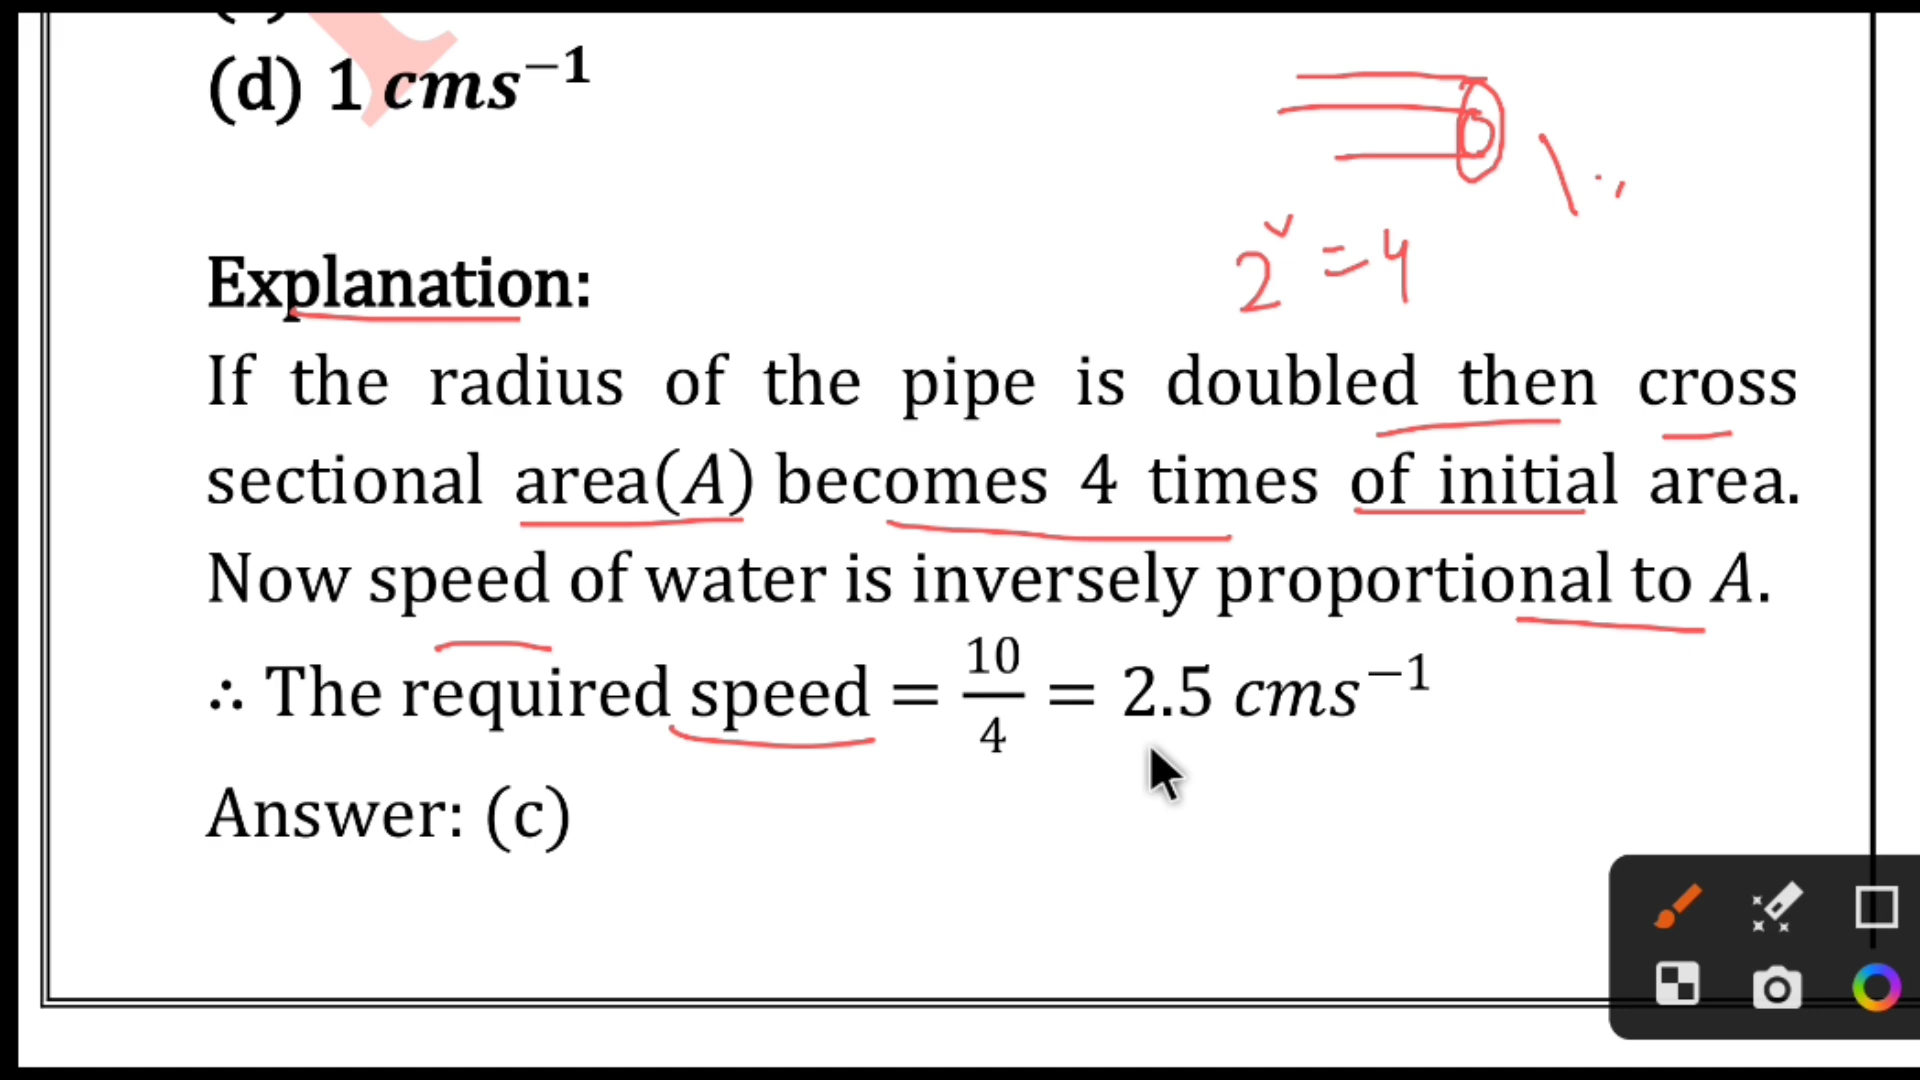 (d) 1 cms⁻¹
2² = 4
Explanation:
If the radius of the pipe is doubled then cross
sectional area(A) becomes 4 times of initial area.
Now speed of water is inversely proportional to A.
∴ The required speed = 10/4 = 2.5 cms⁻¹
Answer: (c)